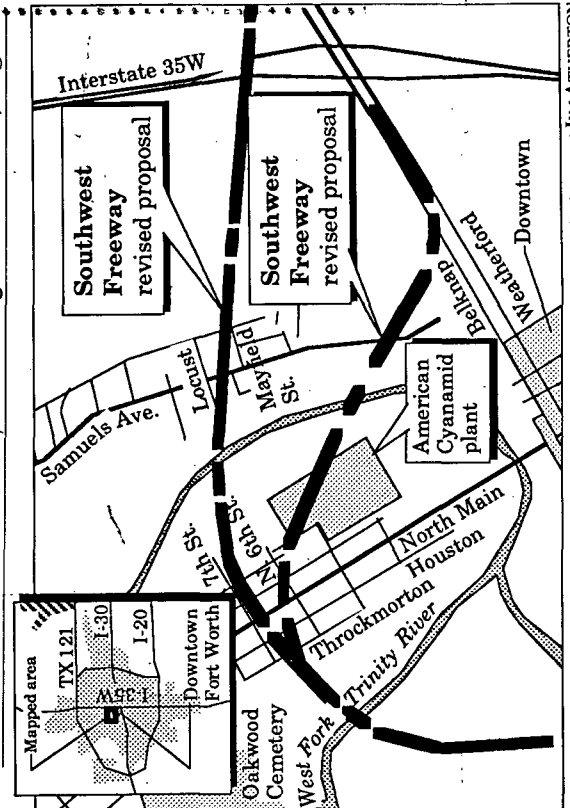 Interstate 35W
Southwest
Freeway
revised proposal
Southwest
Freeway
revised proposal
Samuels Ave.
Locust
Mayfield
St.
Belknap
Weatherford
Downtown
American
Cyanamid
plant
7th St.
N. 6th St.
North Main
Houston
Throckmorton
West Fork Trinity River
Oakwood
Cemetery
Mapped area
TX 121
I-30
I-20
I-35W
Downtown
Fort Worth